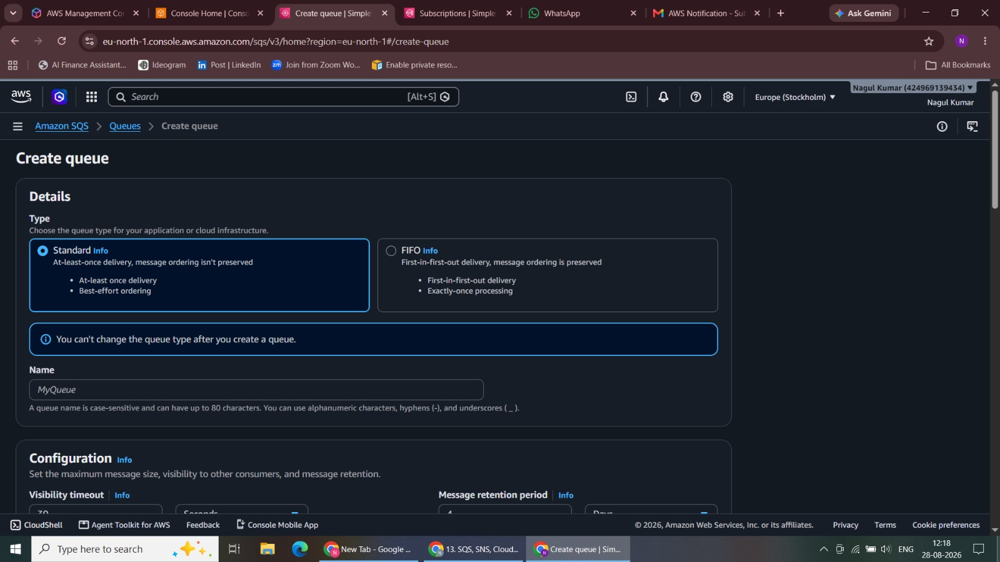 AWS Management Co
Console Home | Conso
Create queue | Simple
Subscriptions | Simple
WhatsApp
AWS Notification - Sub
Ask Gemini
eu-north-1.console.aws.amazon.com/sqs/v3/home?region=eu-north-1#/create-queue
N
AI Finance Assistant...
Ideogram
Post | LinkedIn
Join from Zoom Wo...
Enable private reso...
All Bookmarks
aws
Search
[Alt+S]
Europe (Stockholm)
Nagul Kumar (424969139434)
Nagul Kumar
Amazon SQS
Queues
Create queue
Create queue
Details
Type
Choose the queue type for your application or cloud infrastructure.
Standard Info
At-least-once delivery, message ordering isn't preserved
• At-least once delivery
• Best-effort ordering
FIFO Info
First-in-first-out delivery, message ordering is preserved
• First-in-first-out delivery
• Exactly-once processing
You can't change the queue type after you create a queue.
Name
MyQueue
A queue name is case-sensitive and can have up to 80 characters. You can use alphanumeric characters, hyphens (-), and underscores ( _ ).
Configuration Info
Set the maximum message size, visibility to other consumers, and message retention.
Visibility timeout Info
30
Seconds
Message retention period Info
4
Days
CloudShell
Agent Toolkit for AWS
Feedback
Console Mobile App
© 2026, Amazon Web Services, Inc. or its affiliates.
Privacy
Terms
Cookie preferences
Type here to search
New Tab - Google ...
13. SQS, SNS, Cloud...
Create queue | Sim...
ENG
12:18
28-08-2026